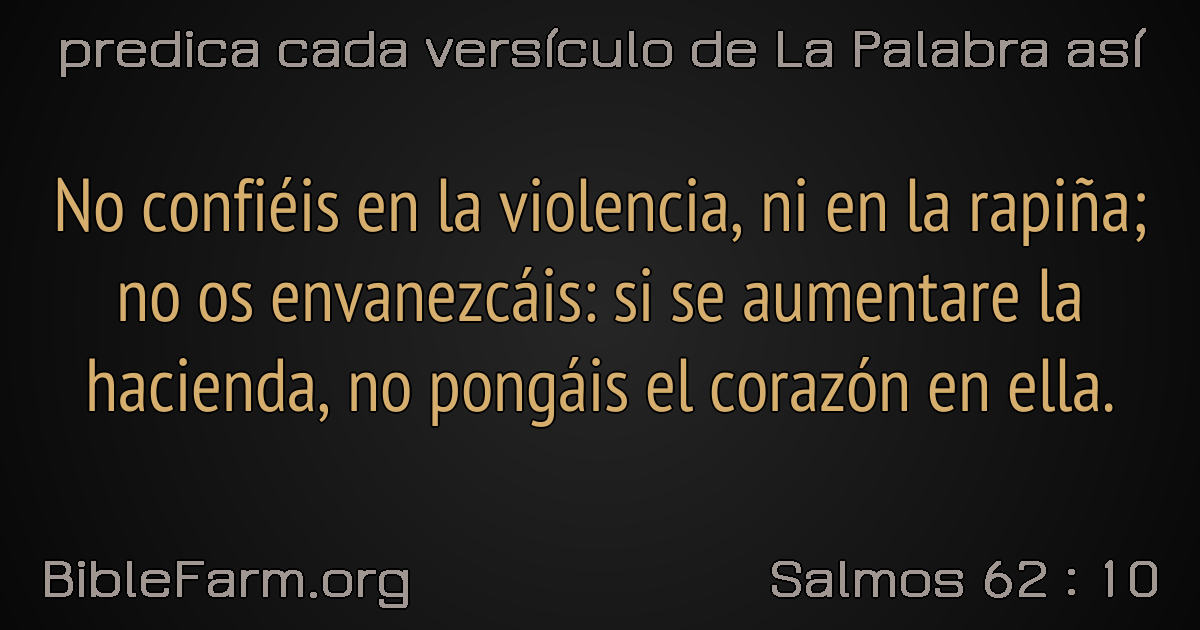 predica cada versículo de La Palabra así
No confiéis en la violencia, ni en la rapiña;
no os envanezcáis: si se aumentare la
hacienda, no pongáis el corazón en ella.
BibleFarm.org
Salmos 62 : 10